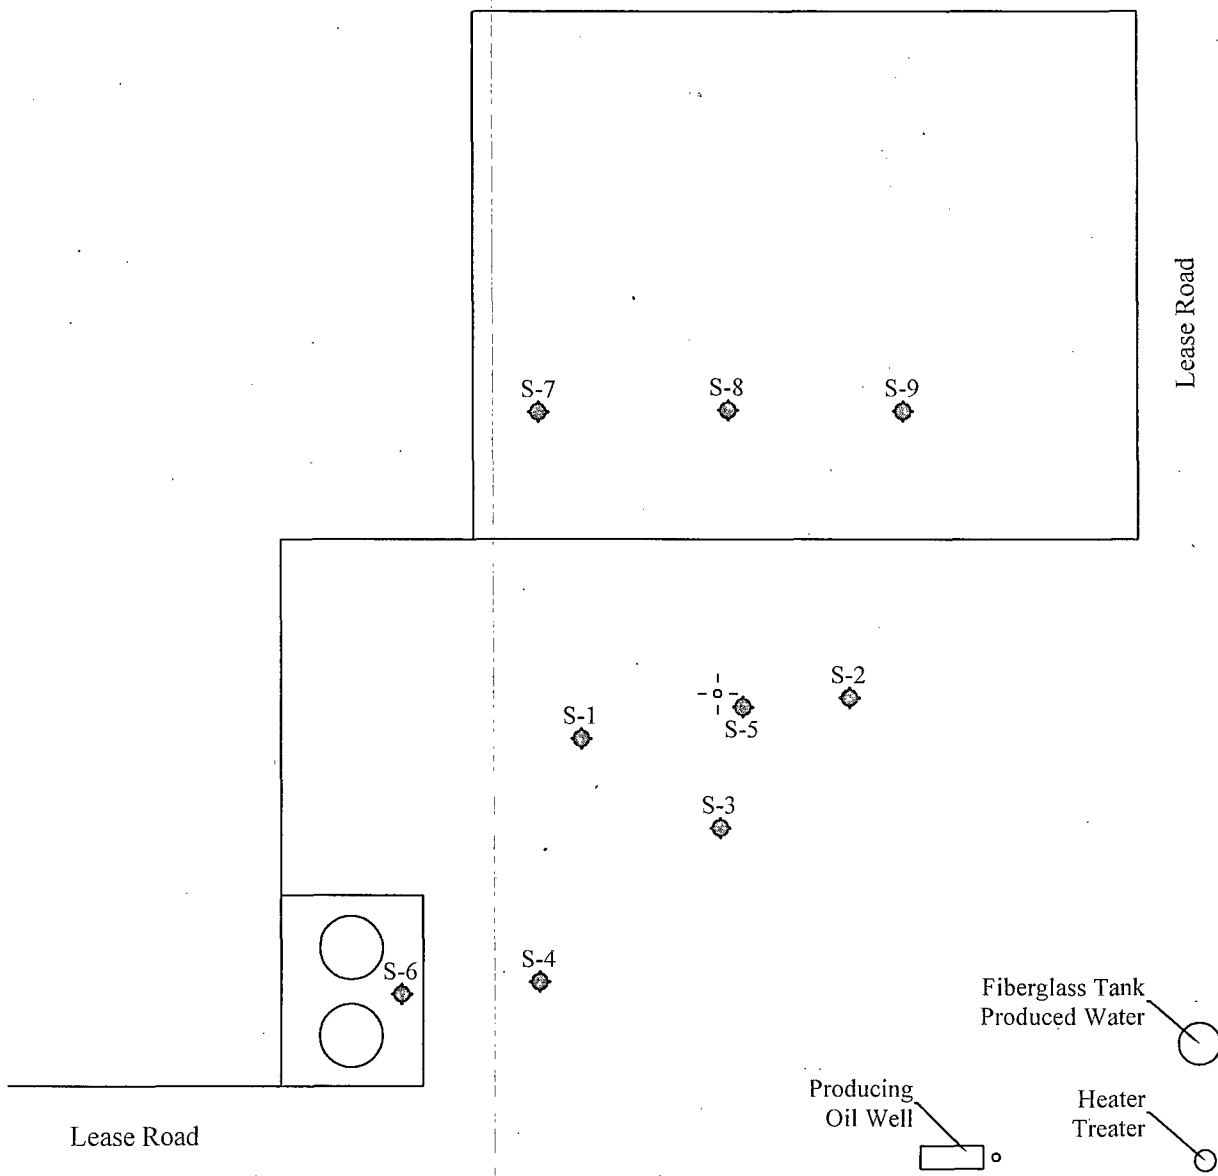 Lease Road
S-7
S-8
S-9
S-2
S-1
S-5
S-3
S-4
S-6
Fiberglass Tank
Produced Water
Producing
Oil Well
Heater
Treater
Lease Road